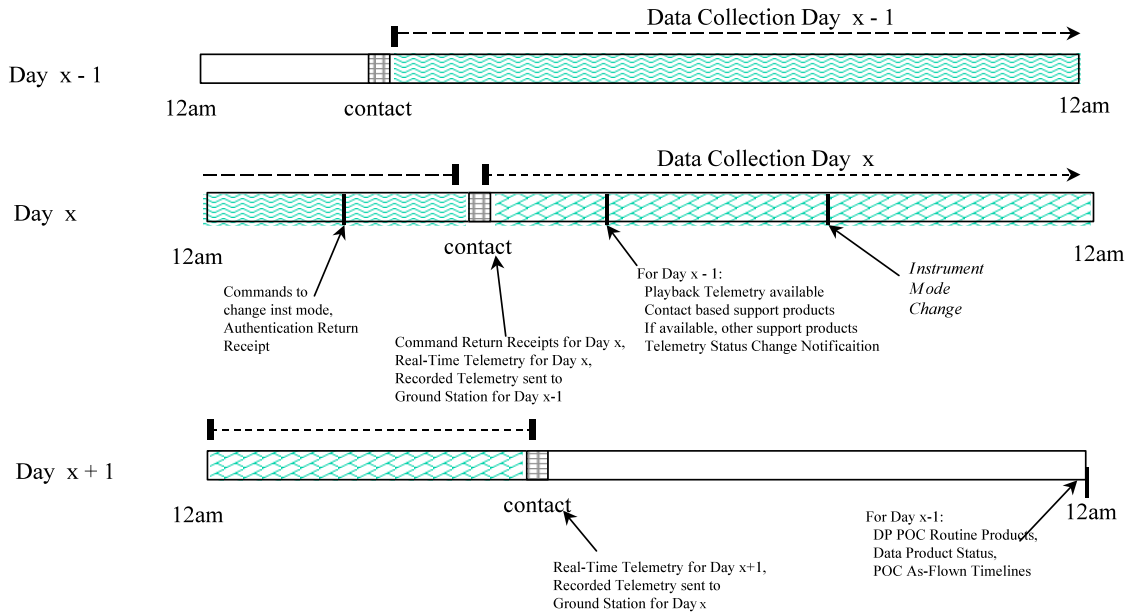 Data Collection Day x - 1
Day x - 1
12am
contact
12am
Data Collection Day x
Day x
12am
contact
12am
Commands to
change inst mode,
Authentication Return
Receipt
Command Return Receipts for Day x,
Real-Time Telemetry for Day x,
Recorded Telemetry sent to
Ground Station for Day x-1
For Day x - 1:
Playback Telemetry available
Contact based support products
If available, other support products
Telemetry Status Change Notificaition
Instrument
Mode
Change
Day x + 1
12am
contact
12am
Real-Time Telemetry for Day x+1,
Recorded Telemetry sent to
Ground Station for Day x
For Day x-1:
DP POC Routine Products,
Data Product Status,
POC As-Flown Timelines